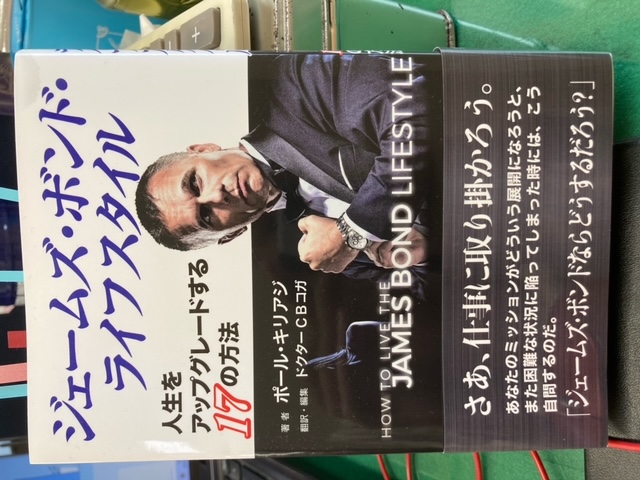 ジェームズ・ボンド・
ライフスタイル
人生を
アップグレードする
17の方法
著者 ポール・キリアジ
翻訳・編集 ドクターCBコガ
HOW TO LIVE THE
JAMES BOND LIFESTYLE
さあ、仕事に取り掛かろう。
あなたのミッションがどういう展開になろうと、
また困難な状況に陥ってしまった時には、こう
自問するのだ。
「ジェームズ・ボンドならどうするだろう?」